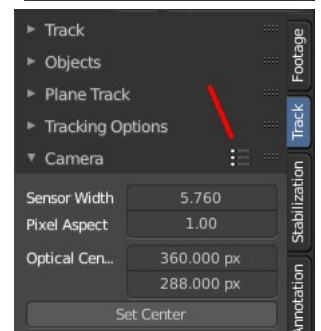 Track
Objects
Plane Track
Tracking Options
Camera
Sensor Width 5.760
Pixel Aspect 1.00
Optical Cen... 360.000 px
288.000 px
Set Center
Footage
Track
Stabilization